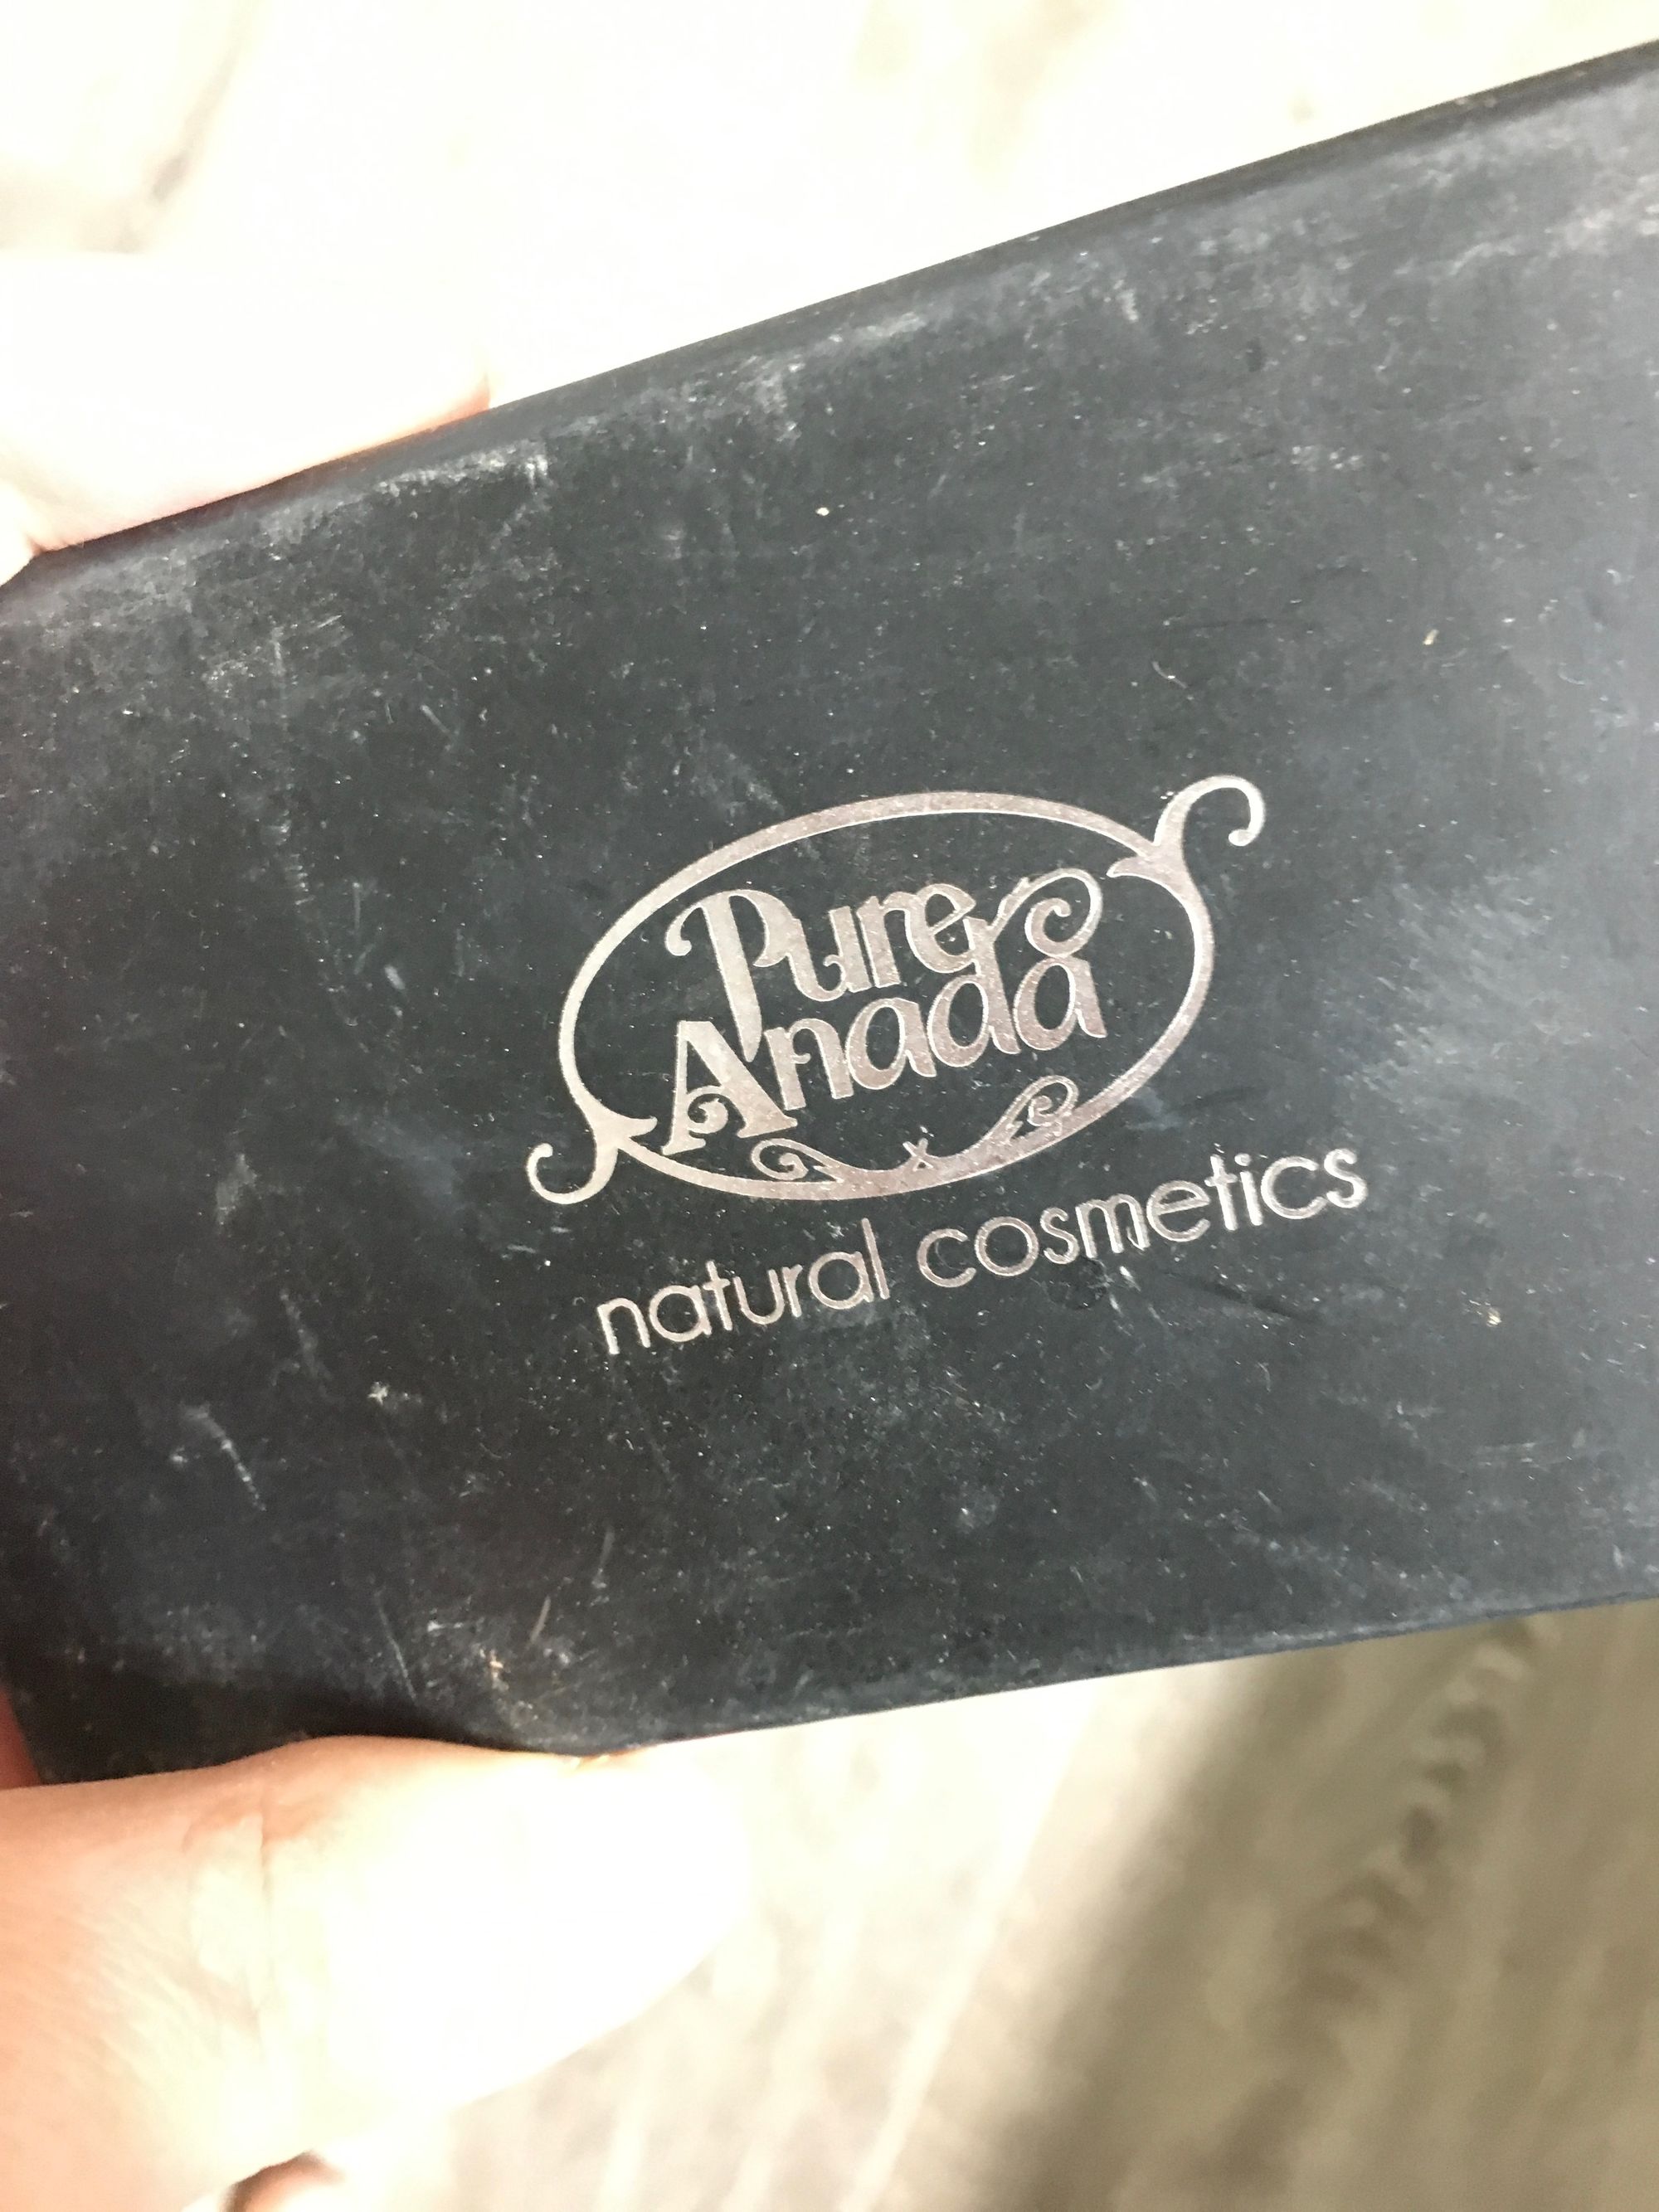 Pure
Anada
natural cosmetics